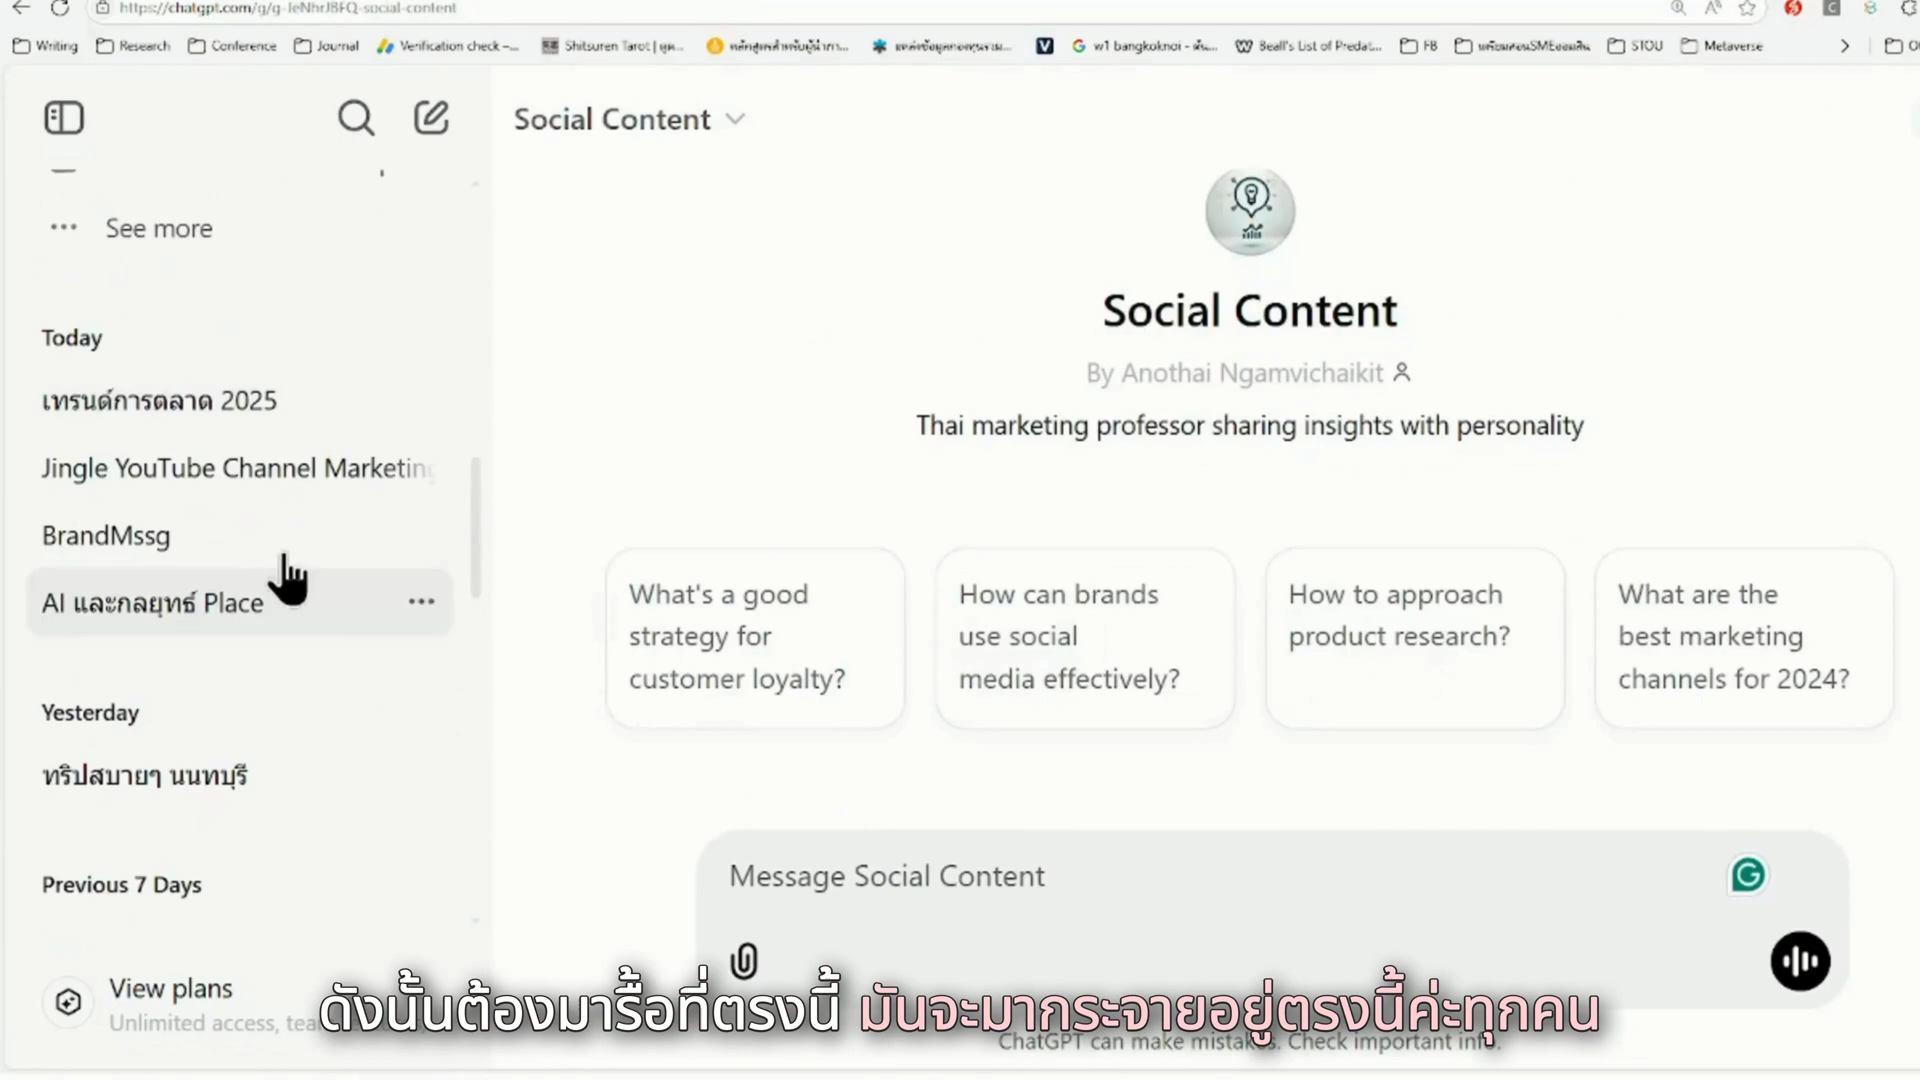 https://chatgpt.com/g/g-JeNhrJBFQ-social-content
Writing
Research
Conference
Journal
Verification check –...
Shitsuren Tarot |
w1 bangkoknoi -
Beall's List of Predat...
FB
STOU
Metaverse
Social Content
See more
Today
เทรนด์การตลาด 2025
Jingle YouTube Channel Marketing
BrandMssg
AI และกลยุทธ์ Place
Yesterday
ทริปสบายๆ นนทบุรี
Previous 7 Days
View plans
Unlimited access, tea
Social Content
By Anothai Ngamvichaikit
Thai marketing professor sharing insights with personality
What's a good
strategy for
customer loyalty?
How can brands
use social
media effectively?
How to approach
product research?
What are the
best marketing
channels for 2024?
Message Social Content
ดังนั้นต้องมารื้อที่ตรงนี้ มันจะมากระจายอยู่ตรงนี้ค่ะทุกคน
ChatGPT can make mistakes. Check important info.